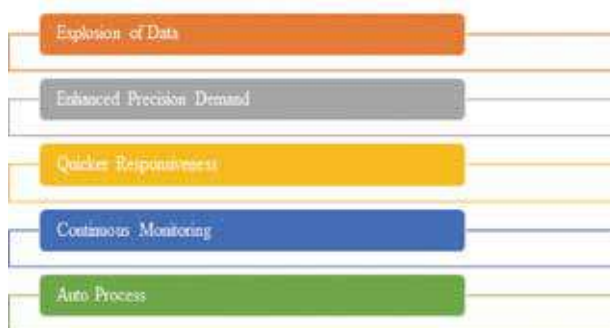 Explosion of Data
Enhanced Precision Demand
Quicker Responsiveness
Continuous Monitoring
Auto Process